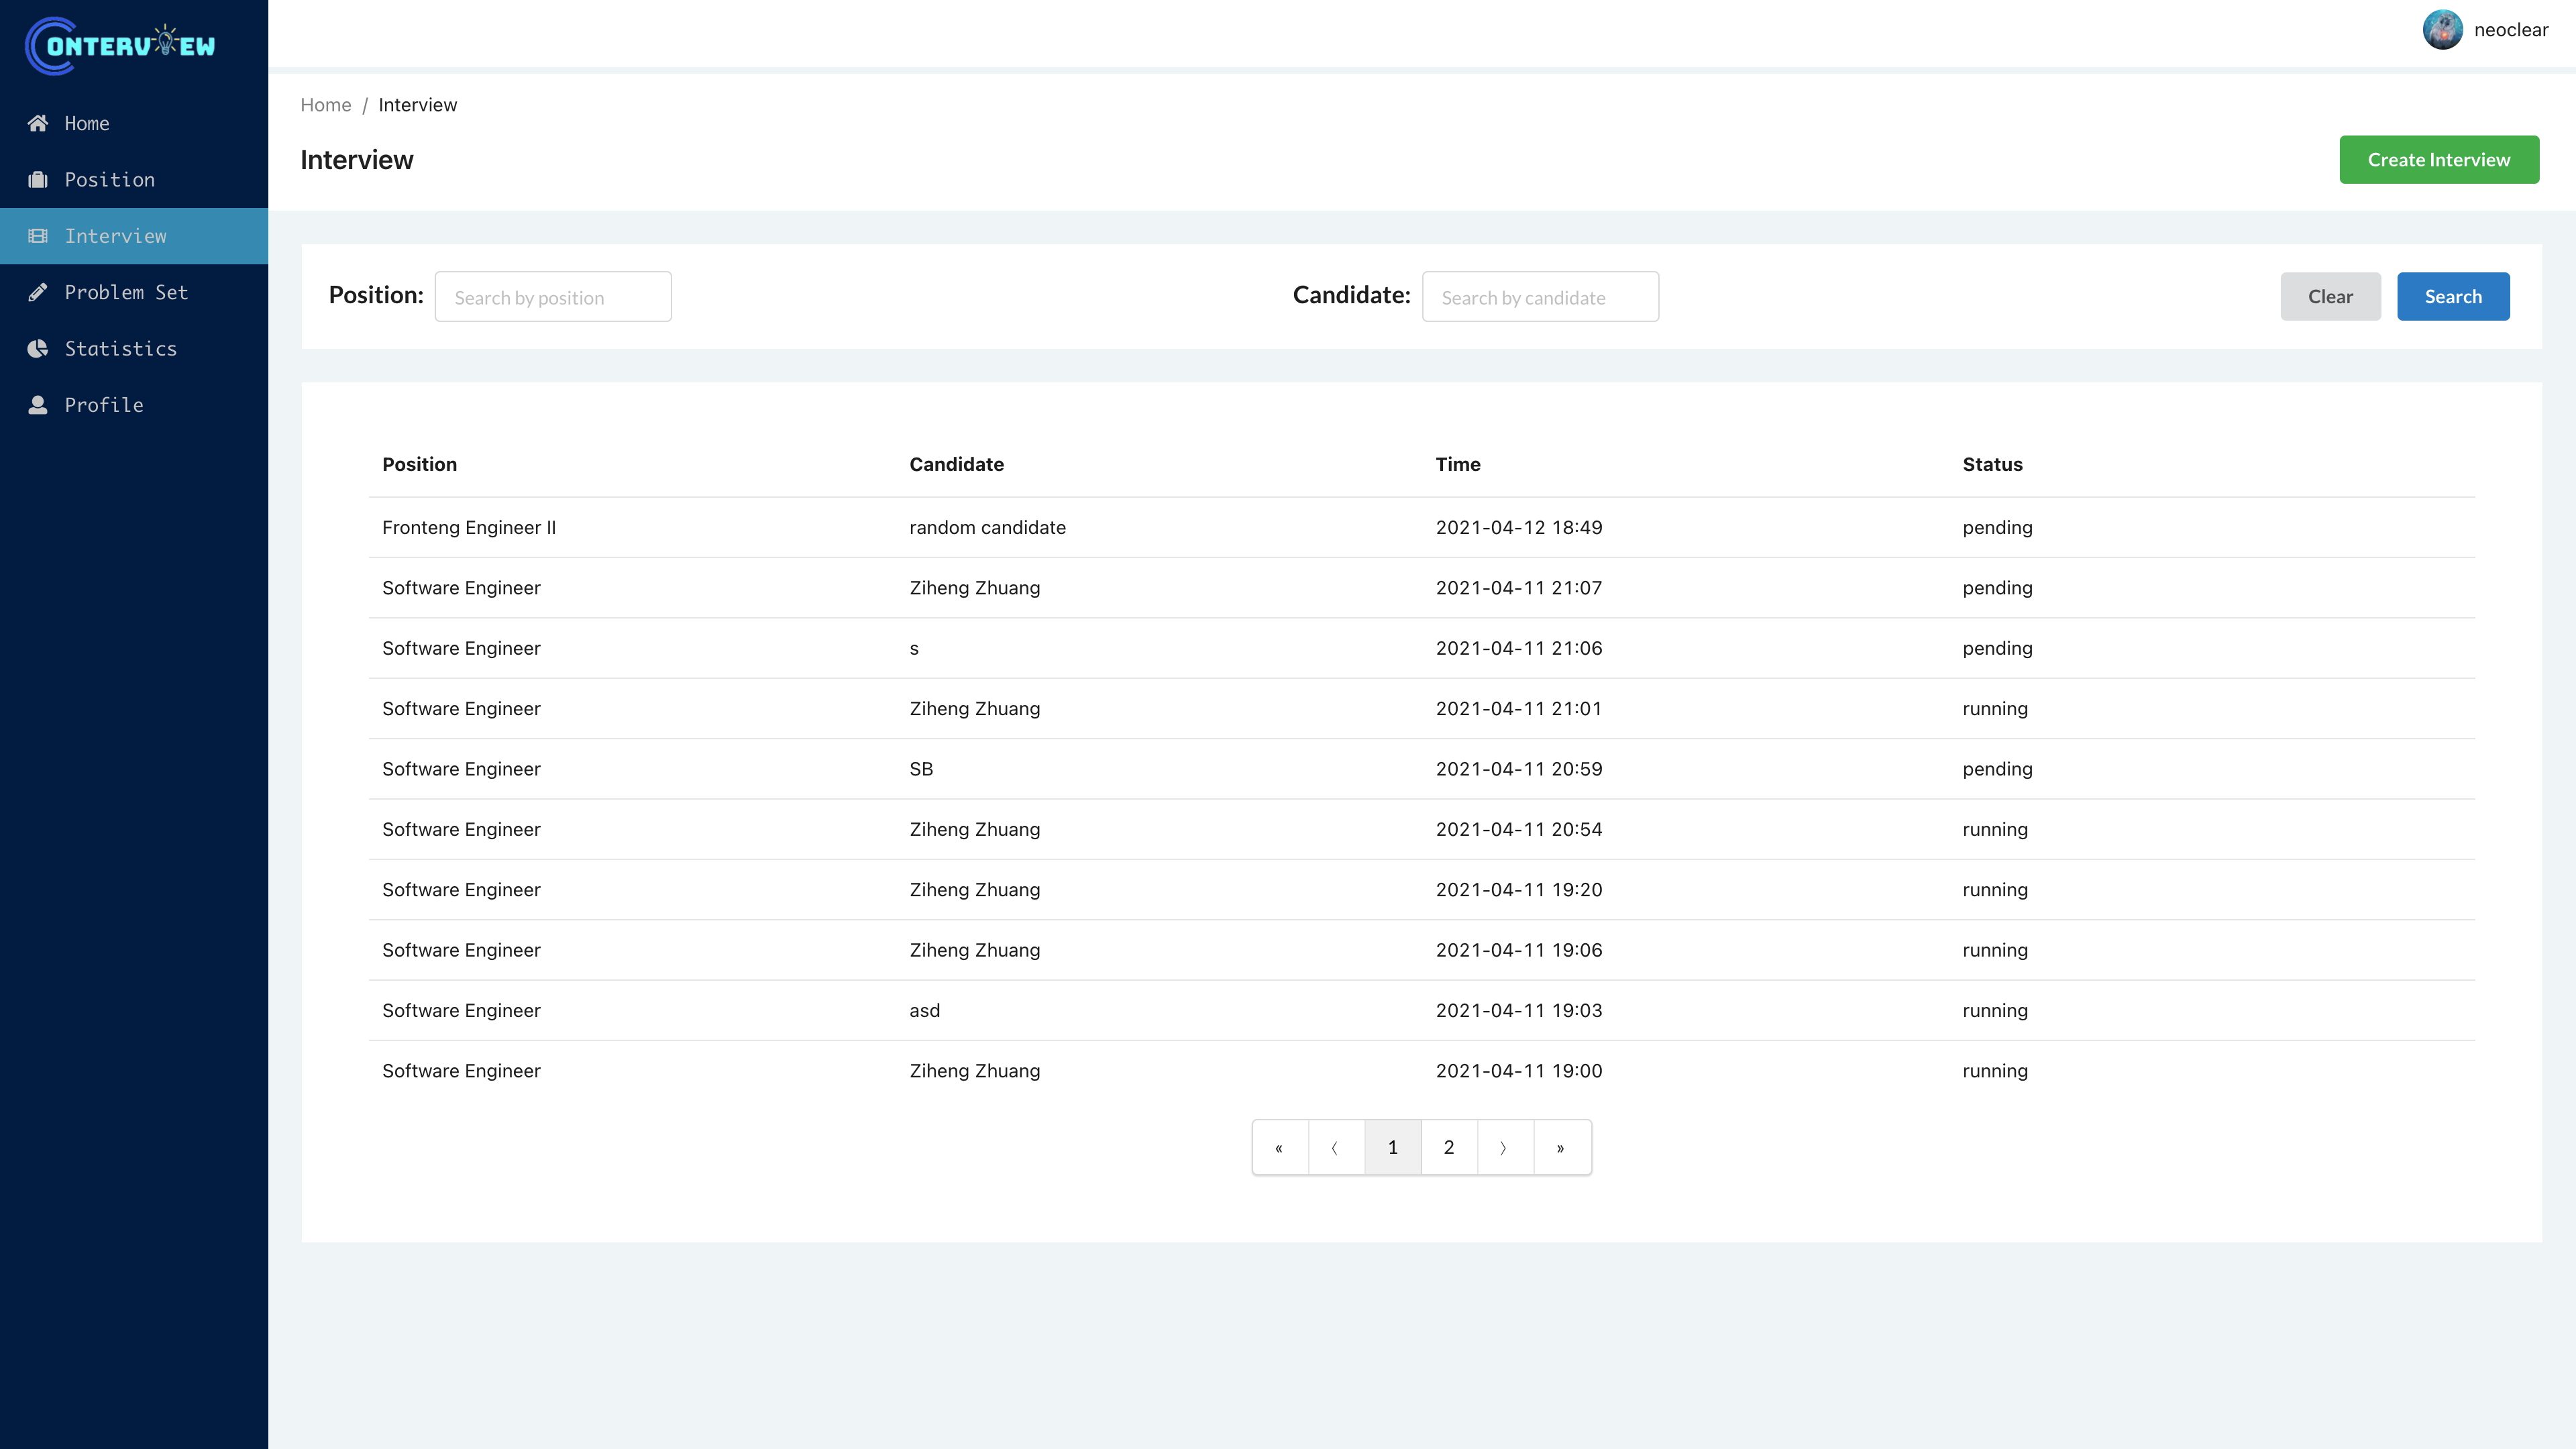 CONTERVIEW
neoclear
Home
Position
Interview
Problem Set
Statistics
Profile
Home / Interview
Interview
Create Interview
Position: Search by position Candidate: Search by candidate Clear Search
Position Candidate Time Status
Fronteng Engineer II random candidate 2021-04-12 18:49 pending
Software Engineer Ziheng Zhuang 2021-04-11 21:07 pending
Software Engineer s 2021-04-11 21:06 pending
Software Engineer Ziheng Zhuang 2021-04-11 21:01 running
Software Engineer SB 2021-04-11 20:59 pending
Software Engineer Ziheng Zhuang 2021-04-11 20:54 running
Software Engineer Ziheng Zhuang 2021-04-11 19:20 running
Software Engineer Ziheng Zhuang 2021-04-11 19:06 running
Software Engineer asd 2021-04-11 19:03 running
Software Engineer Ziheng Zhuang 2021-04-11 19:00 running
« 〈 1 2 〉 »